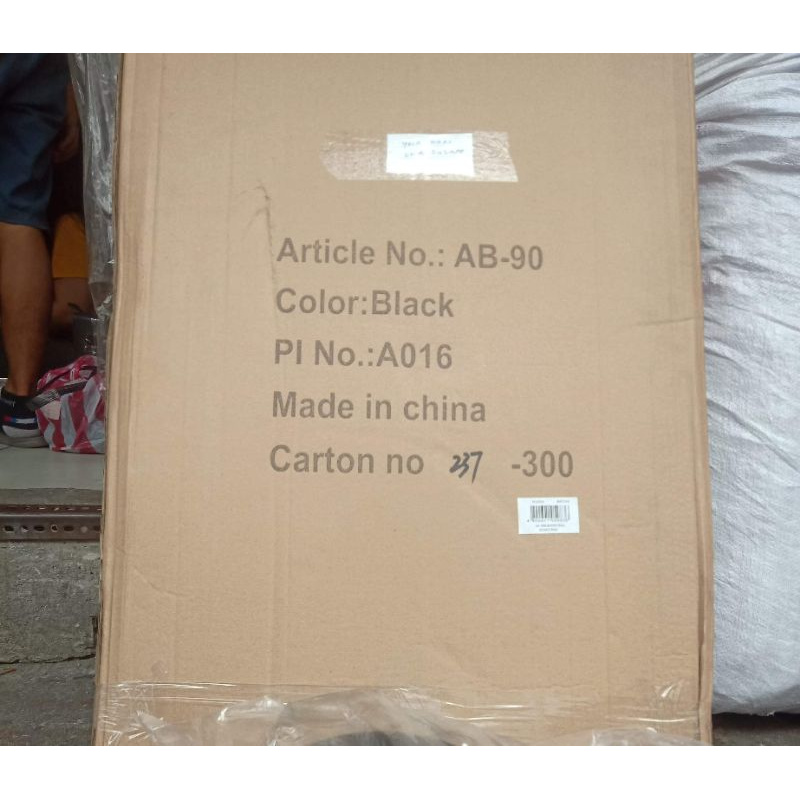 Article No.: AB-90
Color:Black
PI No.:A016
Made in china
Carton no 237 -300